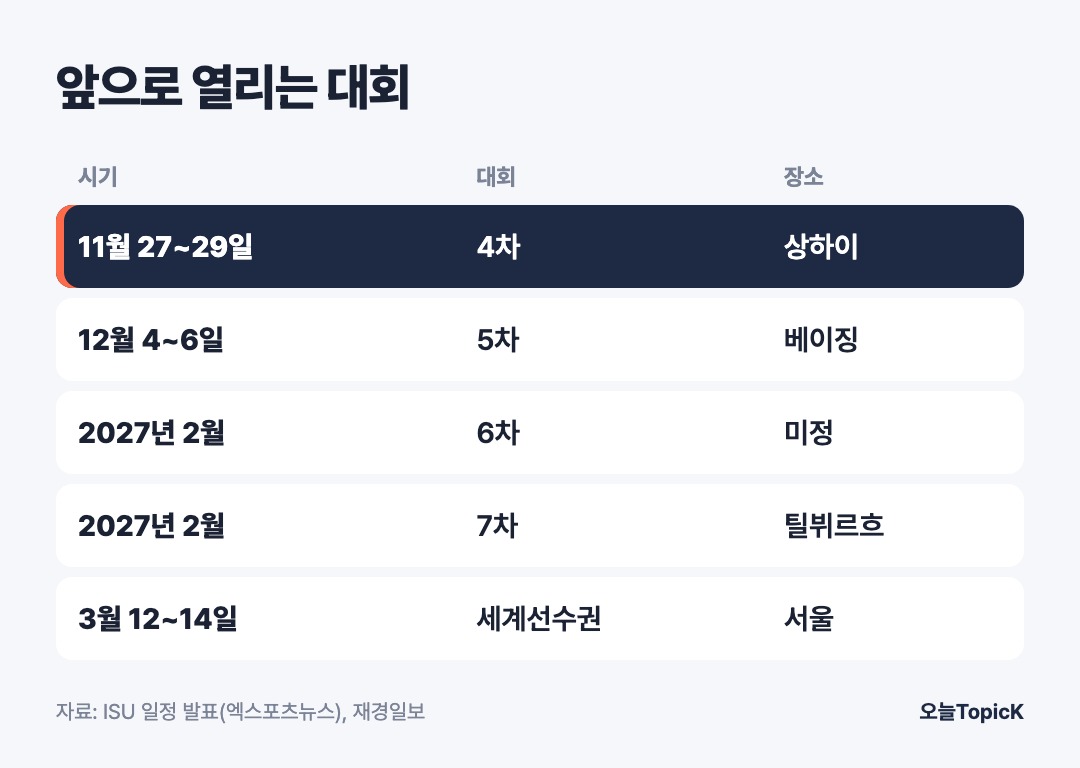 앞으로 열리는 대회
시기 대회 장소
11월 27~29일 4차 상하이
12월 4~6일 5차 베이징
2027년 2월 6차 미정
2027년 2월 7차 틸뷔르흐
3월 12~14일 세계선수권 서울
자료: ISU 일정 발표(엑스포츠뉴스), 재경일보 오늘TopicK